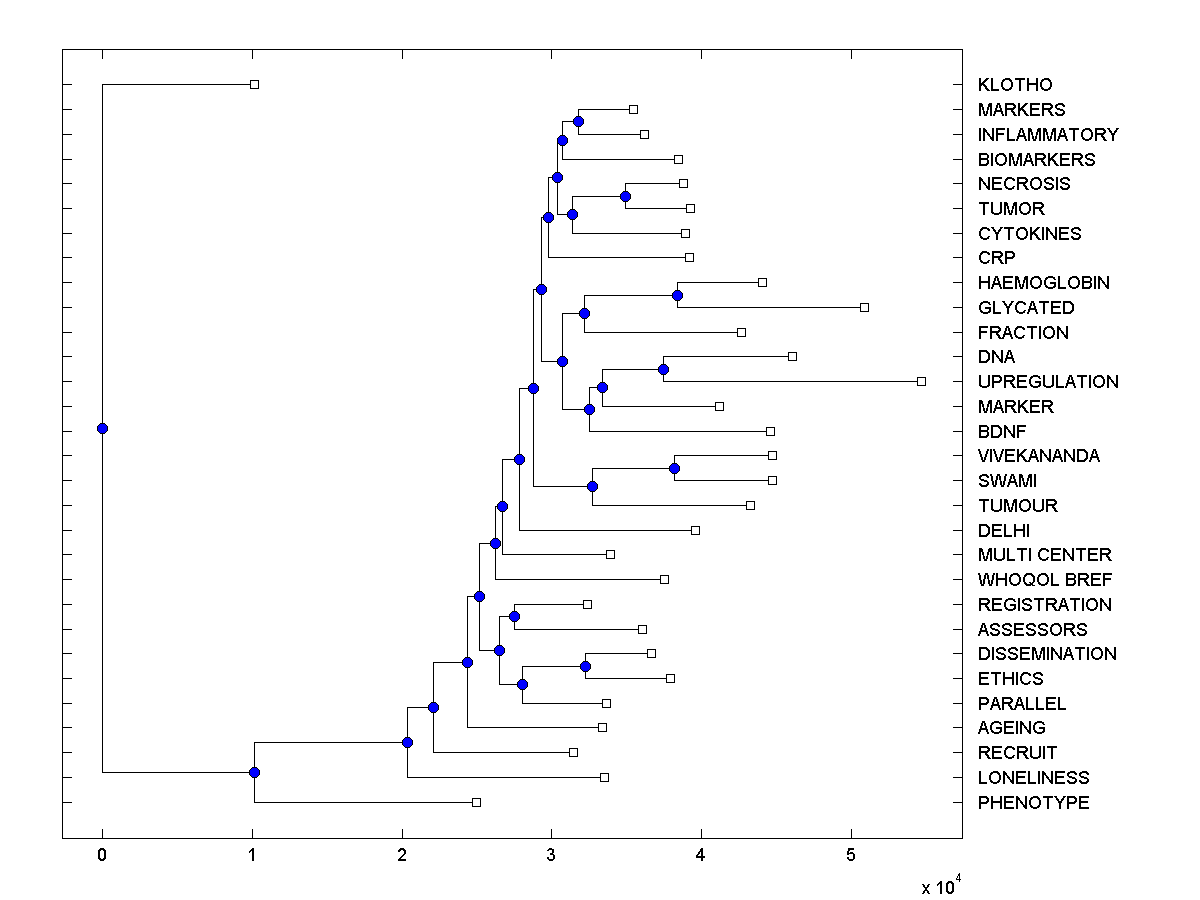 KLOTHO
MARKERS
INFLAMMATORY
BIOMARKERS
NECROSIS
TUMOR
CYTOKINES
CRP
HAEMOGLOBIN
GLYCATED
FRACTION
DNA
UPREGULATION
MARKER
BDNF
VIVEKANANDA
SWAMI
TUMOUR
DELHI
MULTI CENTER
WHOQOL BREF
REGISTRATION
ASSESSORS
DISSEMINATION
ETHICS
PARALLEL
AGEING
RECRUIT
LONELINESS
PHENOTYPE
0 1 2 3 4 5
x 10^4